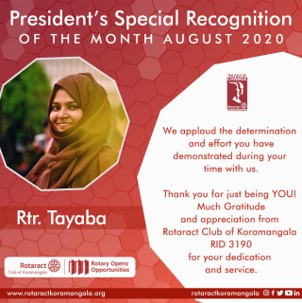 President's Special Recognition
OF THE MONTH AUGUST 2020
We applaud the determination
and effort you have
demonstrated during your
time with us.
Thank you for just being YOU!
Much Gratitude
and appreciation from
Rotaract Club of Koramangala
RID 3190
for your dedication
and service.
Rtr. Tayaba
Rotaract
Club of Koramangala
Rotary Opens
Opportunities
www.rotaractkoramangala.org
rotaractkoramangala